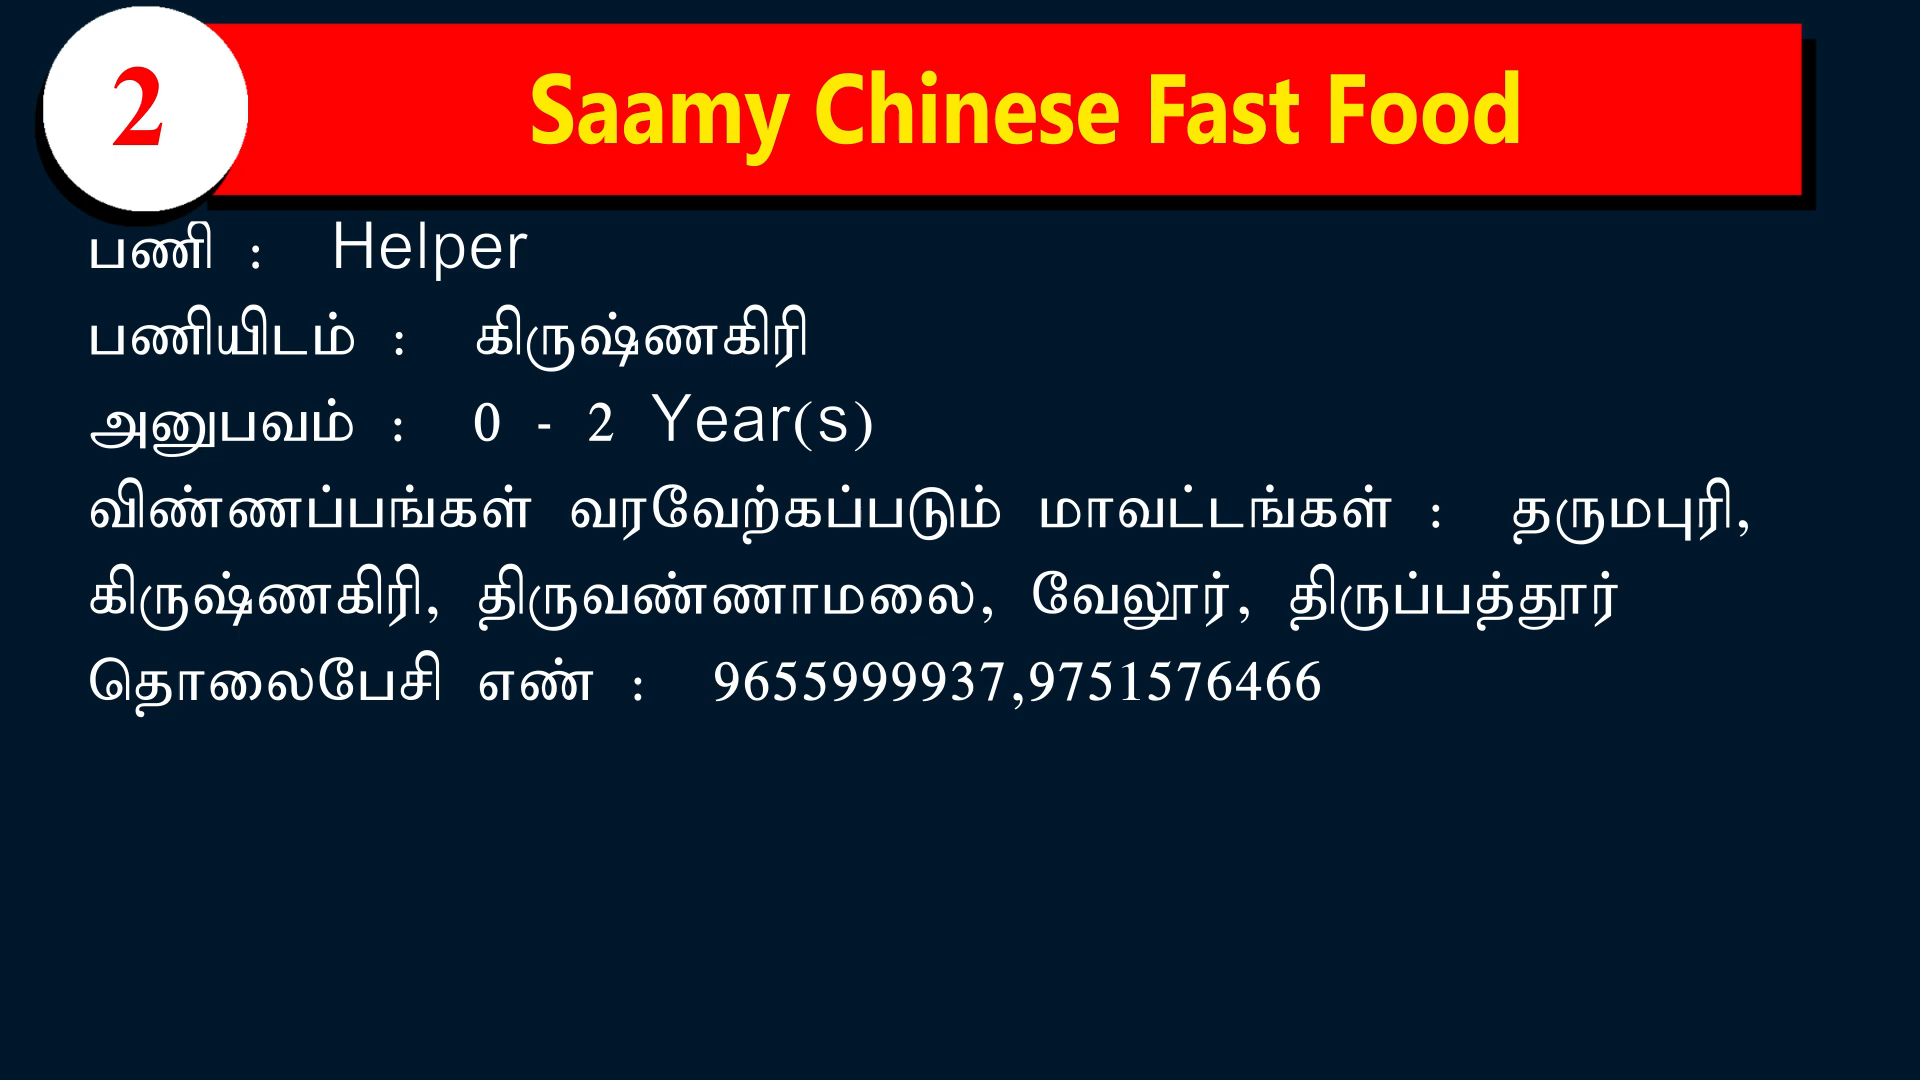 2
Saamy Chinese Fast Food
பணி : Helper
பணியிடம் : கிருஷ்ணகிரி
அனுபவம் : 0 - 2 Year(s)
விண்ணப்பங்கள் வரவேற்கப்படும் மாவட்டங்கள் : தருமபுரி,
கிருஷ்ணகிரி, திருவண்ணாமலை, வேலூர், திருப்பத்தூர்
தொலைபேசி எண் : 9655999937,9751576466